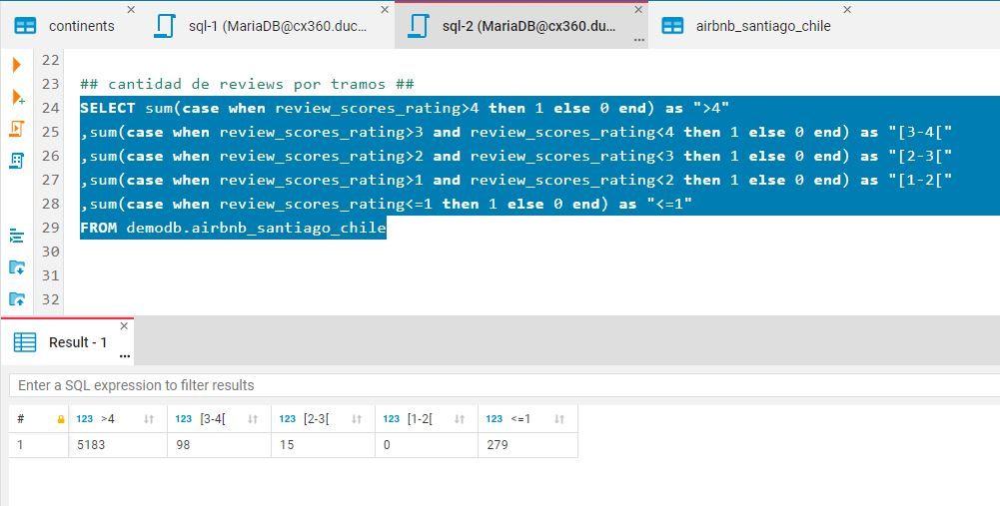 continents
sql-1 (MariaDB@cx360.duc...
sql-2 (MariaDB@cx360.du...
airbnb_santiago_chile
22
23 ## cantidad de reviews por tramos ##
24 SELECT sum(case when review_scores_rating>4 then 1 else 0 end) as ">4"
25 ,sum(case when review_scores_rating>3 and review_scores_rating<4 then 1 else 0 end) as "[3-4["
26 ,sum(case when review_scores_rating>2 and review_scores_rating<3 then 1 else 0 end) as "[2-3["
27 ,sum(case when review_scores_rating>1 and review_scores_rating<2 then 1 else 0 end) as "[1-2["
28 ,sum(case when review_scores_rating<=1 then 1 else 0 end) as "<=1"
29 FROM demodb.airbnb_santiago_chile
30
31
32
Result - 1
Enter a SQL expression to filter results
# 123 >4 123 [3-4[ 123 [2-3[ 123 [1-2[ 123 <=1
1 5183 98 15 0 279